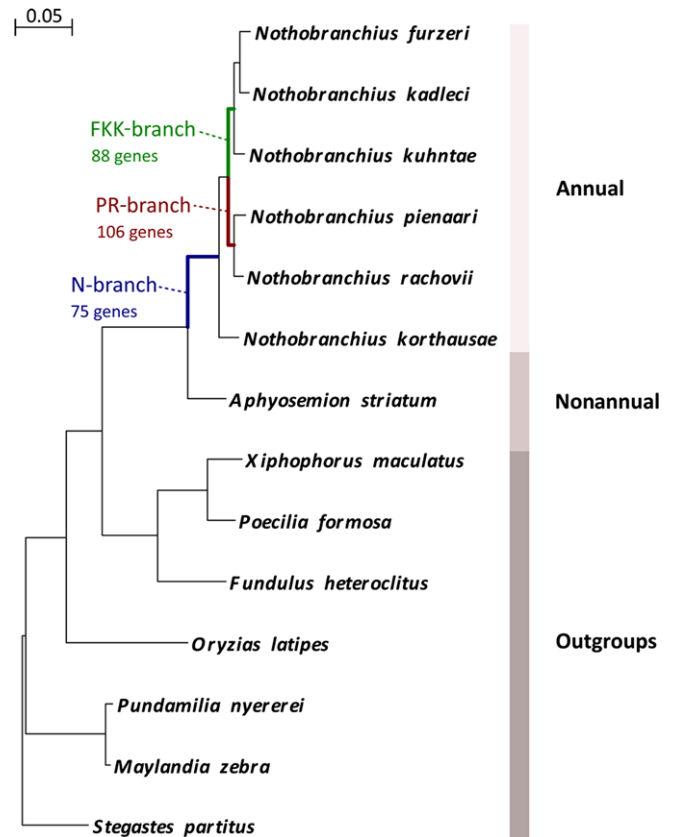 0.05
Nothobranchius furzeri
Nothobranchius kadleci
FKK-branch
88 genes
Nothobranchius kuhntae
Annual
PR-branch
106 genes
Nothobranchius pienaari
Nothobranchius rachovii
N-branch
75 genes
Nothobranchius korthausae
Aphyosemion striatum
Nonannual
Xiphophorus maculatus
Poecilia formosa
Fundulus heteroclitus
Oryzias latipes
Outgroups
Pundamilia nyererei
Maylandia zebra
Stegastes partitus